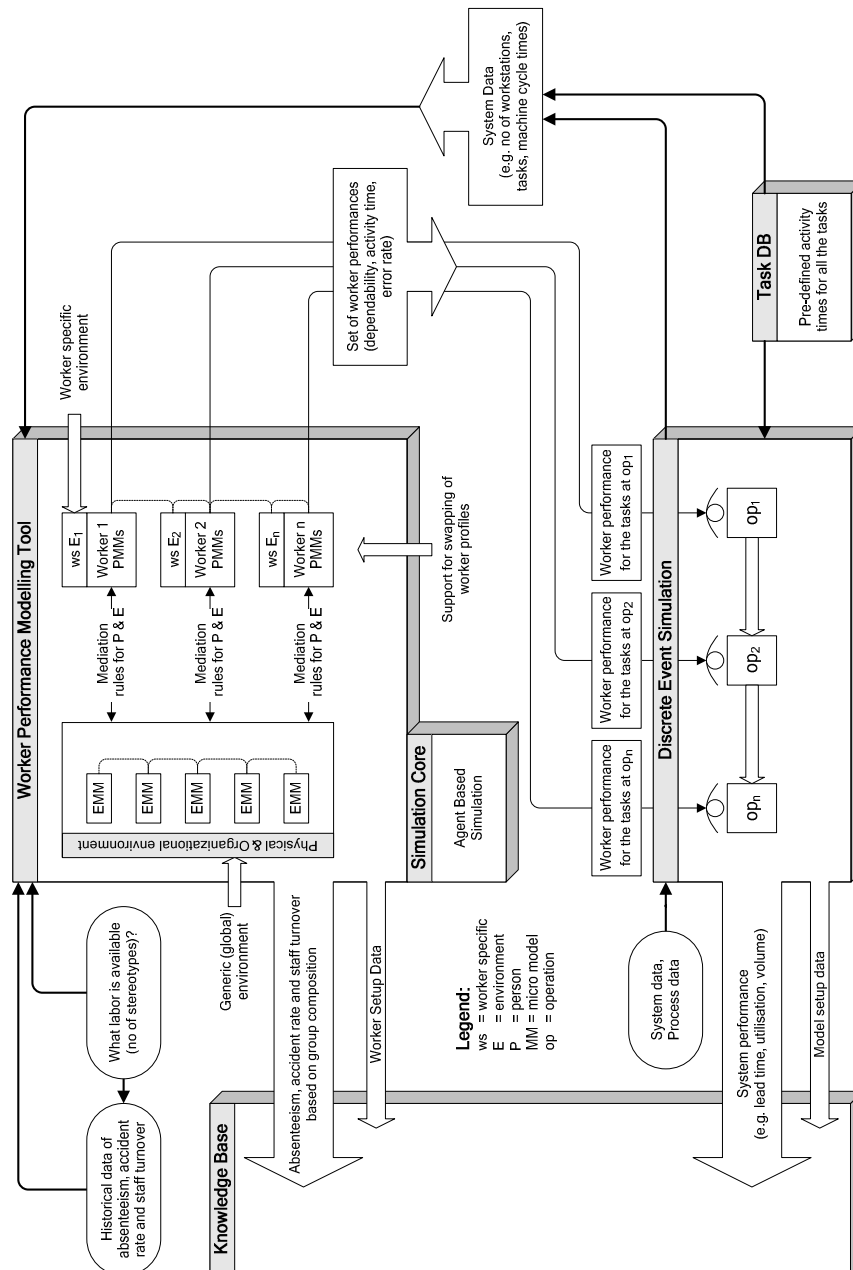 Historical data of
absenteeism, accident
rate and staff turnover
What labor is available
(no of stereotypes)?
Worker Performance Modelling Tool
Generic (global)
environment
Physical & Organizational environment
EMM
EMM
EMM
EMM
EMM
Mediation
rules for P & E
Mediation
rules for P & E
Mediation
rules for P & E
ws E1
Worker 1
PMMs
ws E2
Worker 2
PMMs
ws En
Worker n
PMMs
Worker specific
environment
Support for swapping of
worker profiles
Simulation Core
Agent Based
Simulation
Knowledge Base
Absenteeism, accident rate and staff turnover
based on group composition
Worker Setup Data
Legend:
ws = worker specific
E = environment
P = person
MM = micro model
op = operation
Set of worker performances
(dependability, activity time,
error rate)
System Data
(e.g. no of workstations,
tasks, machine cycle times)
Worker performance
for the tasks at opn
Worker performance
for the tasks at op2
Worker performance
for the tasks at op1
System data,
Process data
Discrete Event Simulation
opn
op2
op1
Task DB
Pre-defined activity
times for all the tasks
System performance
(e.g. lead time, utilisation, volume)
Model setup data